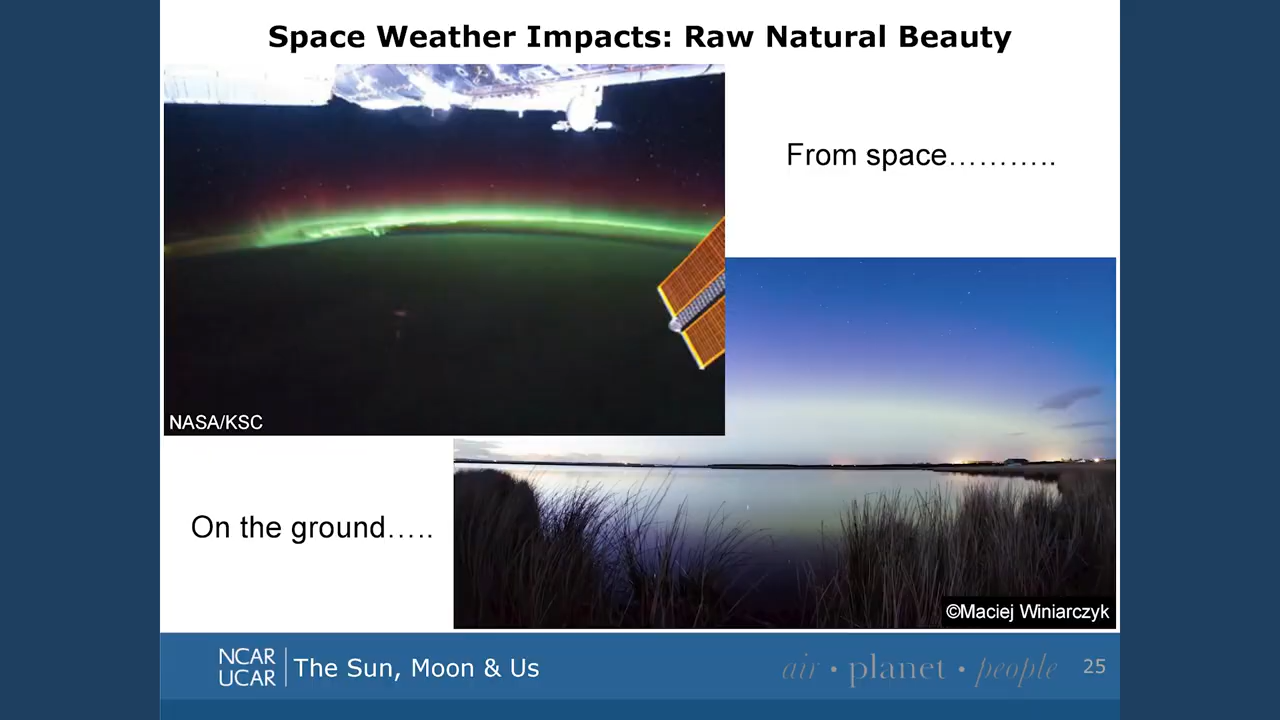 Space Weather Impacts: Raw Natural Beauty
From space………..
NASA/KSC
On the ground…..
©Maciej Winiarczyk
NCAR
UCAR
The Sun, Moon & Us
air • planet • people
25